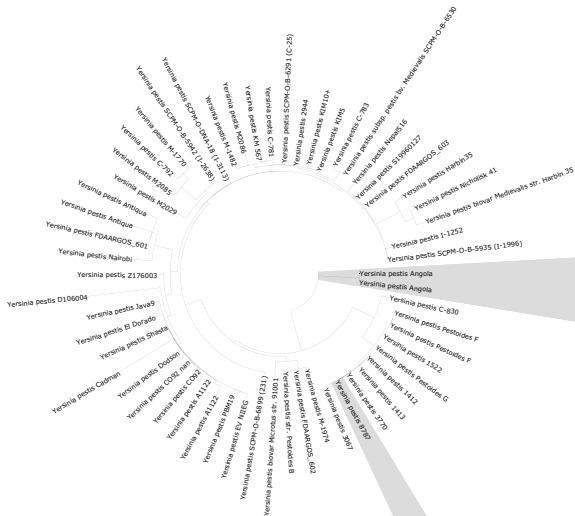 Yersinia pestis SCPM-O-B-6291 (C-25)
Yersinia pestis 2944
Yersinia pestis KIM10+
Yersinia pestis KIM5
Yersinia pestis C-783
Yersinia pestis subsp. pestis bv. Medievalis SCPM-O-B-6530
Yersinia pestis Nepal516
Yersinia pestis S19960127
Yersinia pestis FDAARGOS_603
Yersinia pestis Harbin35
Yersinia pestis Nicholisk 41
Yersinia pestis biovar Medievalis str. Harbin 35
Yersinia pestis I-1252
Yersinia pestis SCPM-O-B-5935 (I-1996)
Yersinia pestis Angola
Yersinia pestis Angola
Yersinia pestis C-830
Yersinia pestis Pestoides F
Yersinia pestis Pestoides F
Yersinia pestis 1522
Yersinia pestis Pestoides G
Yersinia pestis 1412
Yersinia pestis 1413
Yersinia pestis 3770
Yersinia pestis 8787
Yersinia pestis 3067
Yersinia pestis M-1974
Yersinia pestis FDAARGOS_602
Yersinia pestis str. Pestoides B
Yersinia pestis biovar Microtus str. 91001
Yersinia pestis SCPM-O-B-6899 (231)
Yersinia pestis EV NIIEG
Yersinia pestis PBM19
Yersinia pestis A1122
Yersinia pestis A1122
Yersinia pestis CO92
Yersinia pestis CO92_nan
Yersinia pestis Dodson
Yersinia pestis Cadman
Yersinia pestis Shasta
Yersinia pestis El Dorado
Yersinia pestis Java9
Yersinia pestis D106004
Yersinia pestis Z176003
Yersinia pestis Nairobi
Yersinia pestis FDAARGOS_601
Yersinia pestis Antiqua
Yersinia pestis Antiqua
Yersinia pestis M2029
Yersinia pestis M2085
Yersinia pestis C-792
Yersinia pestis M-1770
Yersinia pestis SCPM-O-B-5942 (I-2638)
Yersinia pestis SCPM-O-DNA-18 (I-3113)
Yersinia pestis M-1482
Yersinia pestis M2086
Yersinia pestis KM 567
Yersinia pestis C-781